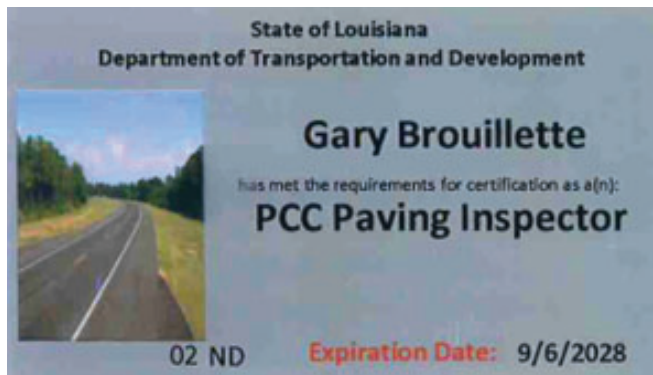 State of Louisiana
Department of Transportation and Development
Gary Brouillette
has met the requirements for certification as a(n):
PCC Paving Inspector
02 ND
Expiration Date: 9/6/2028